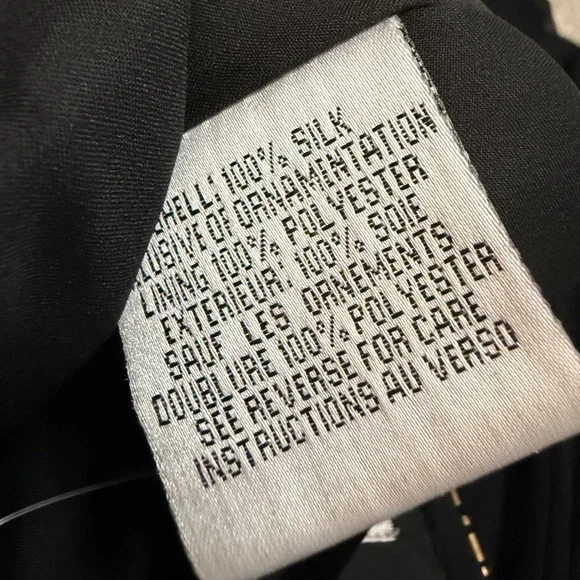 SHELL: 100% SILK
EXCLUSIVE OF ORNAMENTATION
LINING 100% POLYESTER
EXTERIEUR: 100% SOIE
SAUF LES ORNEMENTS
DOUBLURE 100% POLYESTER
SEE REVERSE FOR CARE
INSTRUCTIONS AU VERSO